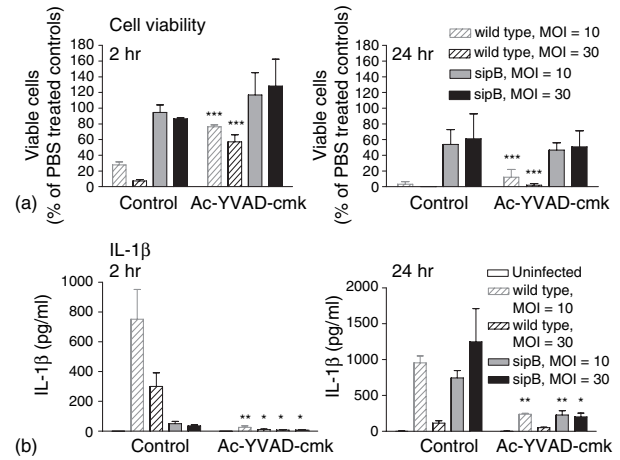 Cell viability
2 hr
Viable cells
(% of PBS treated controls)
180
160
140
120
100
80
60
40
20
0
***
***
Control
Ac-YVAD-cmk
(a)
24 hr
Viable cells
(% of PBS treated controls)
180
160
140
120
100
80
60
40
20
0
wild type, MOI = 10
wild type, MOI = 30
sipB, MOI = 10
sipB, MOI = 30
***
***
Control
Ac-YVAD-cmk
IL-1β
2 hr
IL-1β (pg/ml)
1000
800
600
400
200
0
**
*
*
*
Control
Ac-YVAD-cmk
(b)
24 hr
IL-1β (pg/ml)
2000
1500
1000
500
0
Uninfected
wild type,
MOI = 10
wild type,
MOI = 30
sipB, MOI = 10
sipB, MOI = 30
**
**
*
Control
Ac-YVAD-cmk